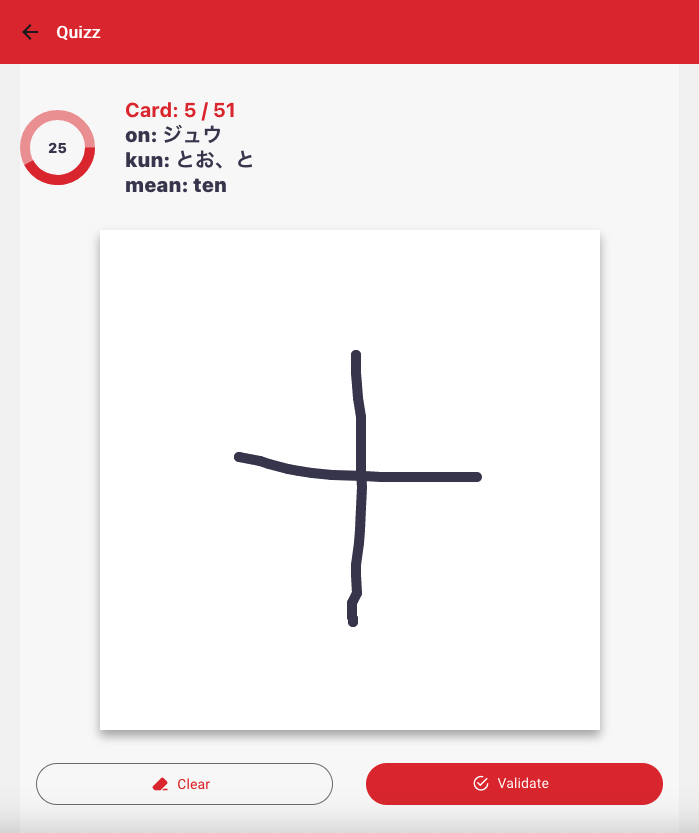 Quizz
25
Card: 5 / 51
on: ジュウ
kun: とお、と
mean: ten
十
Clear
Validate